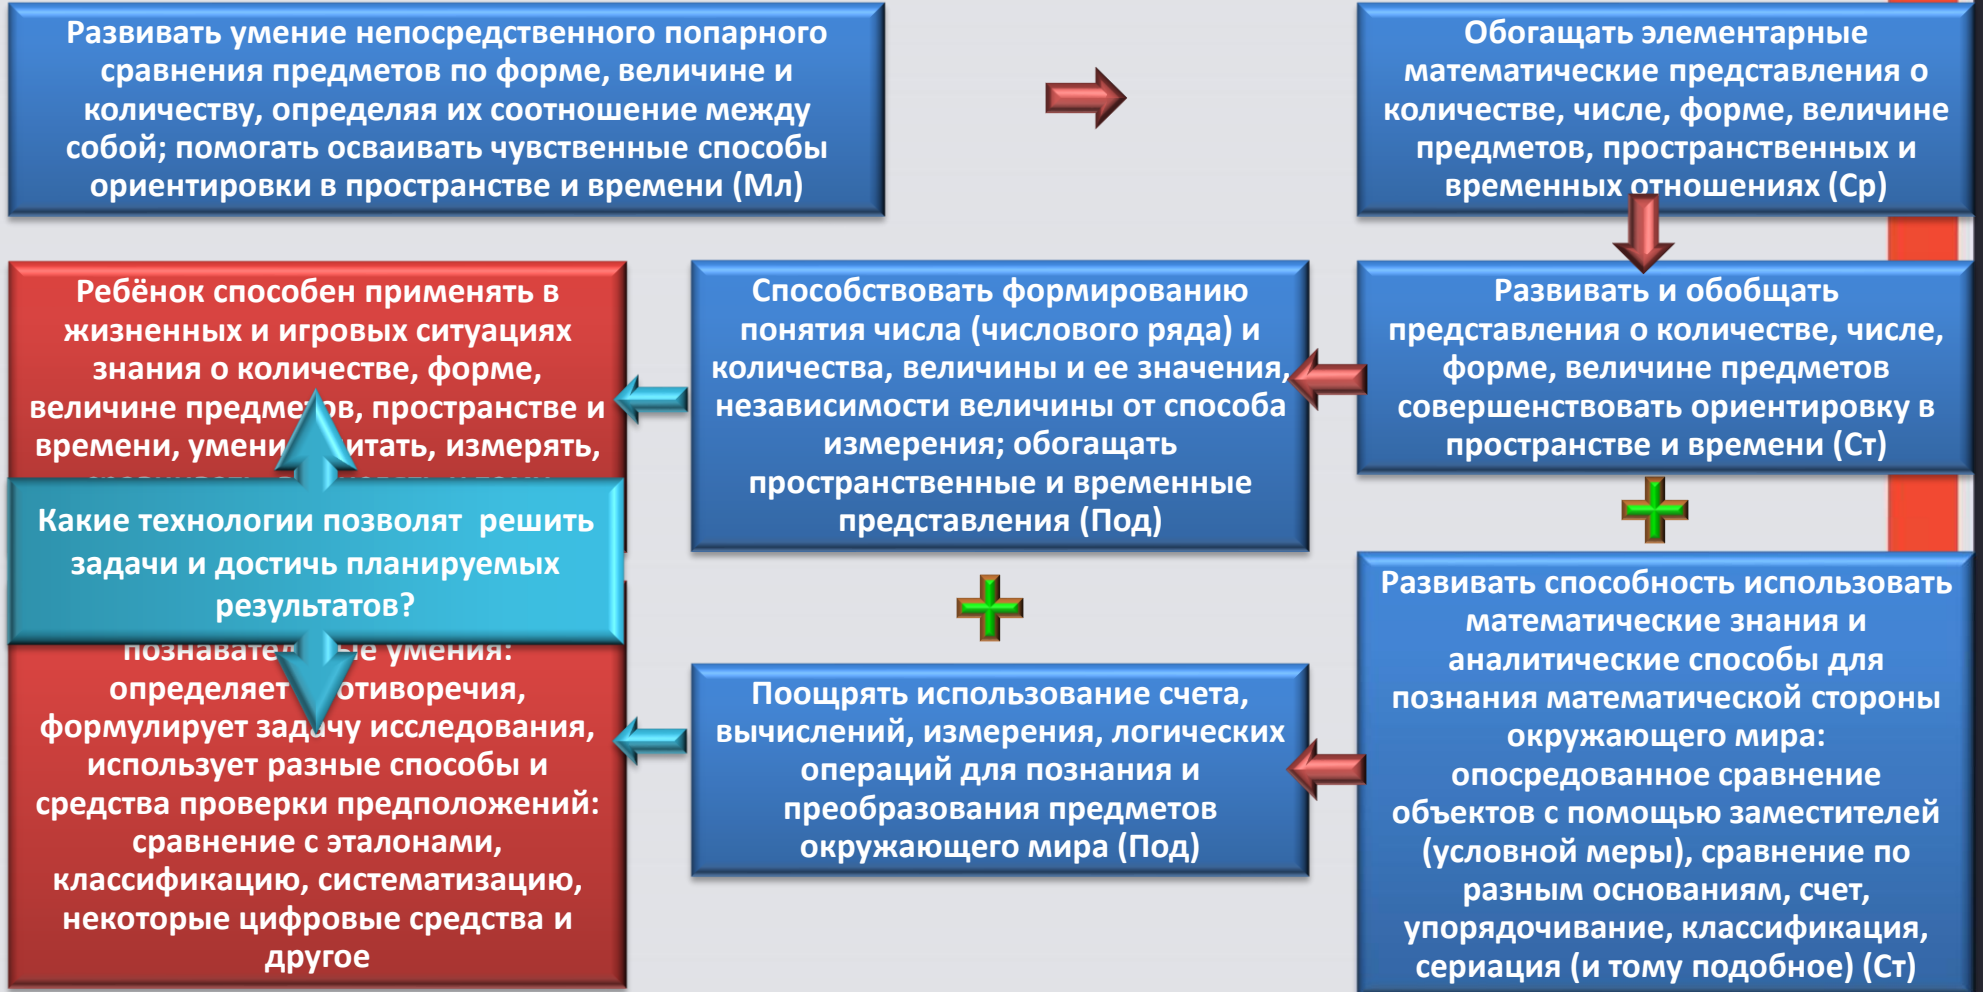 Развивать умение непосредственного попарного
сравнения предметов по форме, величине и
количеству, определяя их соотношение между
собой; помогать осваивать чувственные способы
ориентировки в пространстве и времени (Мл)
Обогащать элементарные
математические представления о
количестве, числе, форме, величине
предметов, пространственных и
временных отношениях (Ср)
Развивать и обобщать
представления о количестве, числе,
форме, величине предметов
совершенствовать ориентировку в
пространстве и времени (Ст)
Развивать способность использовать
математические знания и
аналитические способы для
познания математической стороны
окружающего мира:
опосредованное сравнение
объектов с помощью заместителей
(условной меры), сравнение по
разным основаниям, счет,
упорядочивание, классификация,
сериация (и тому подобное) (Ст)
Способствовать формированию
понятия числа (числового ряда) и
количества, величины и ее значения,
независимости величины от способа
измерения; обогащать
пространственные и временные
представления (Под)
Поощрять использование счета,
вычислений, измерения, логических
операций для познания и
преобразования предметов
окружающего мира (Под)
Ребёнок способен применять в
жизненных и игровых ситуациях
знания о количестве, форме,
величине предметов, пространстве и
времени, измерять,
Какие технологии позволят решить
задачи и достичь планируемых
результатов?
умения:
определяет
формулирует задачу исследования,
использует разные способы и
средства проверки предположений:
сравнение с эталонами,
классификацию, систематизацию,
некоторые цифровые средства и
другое